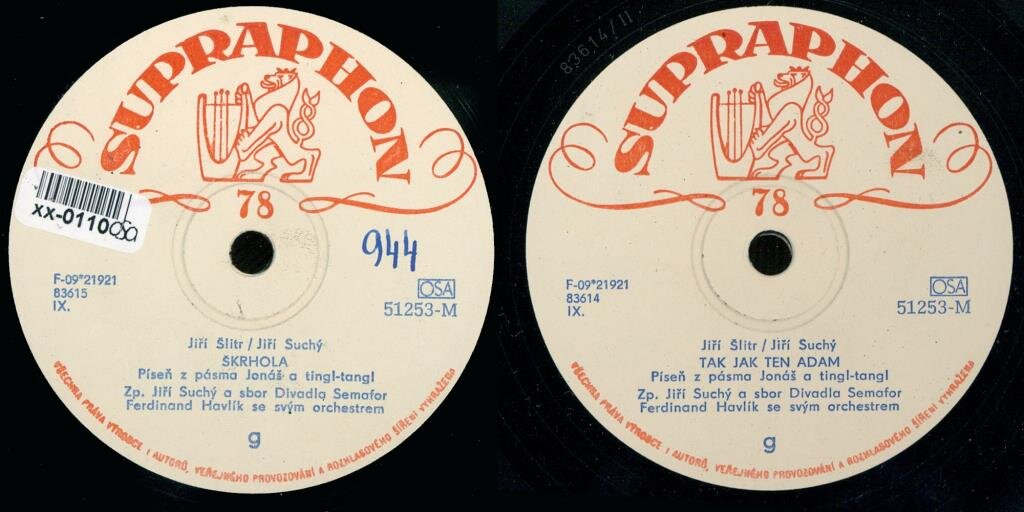 SUPRAPHON
78
xx-0110
osa
944
F-09*21921
83615
IX.
OSA
51253-M
Jiří Šlitr / Jiří Suchý
ŠKRHOLA
Píseň z pásma Jonáš a tingl-tangl
Zp. Jiří Suchý a sbor Divadla Semafor
Ferdinand Havlík se svým orchestrem
g
VŠECHNA PRÁVA VÝROBCE I AUTORŮ, VEŘEJNÉHO PROVOZOVÁNÍ A ROZHLASOVÉHO ŠÍŘENÍ VYHRAŽENA
83614/II
SUPRAPHON
78
F-09*21921
83614
IX.
OSA
51253-M
Jiří Šlitr / Jiří Suchý
TAK JAK TEN ADAM
Píseň z pásma Jonáš a tingl-tangl
Zp. Jiří Suchý a sbor Divadla Semafor
Ferdinand Havlík se svým orchestrem
g
VŠECHNA PRÁVA VÝROBCE I AUTORŮ, VEŘEJNÉHO PROVOZOVÁNÍ A ROZHLASOVÉHO ŠÍŘENÍ VYHRAŽENA